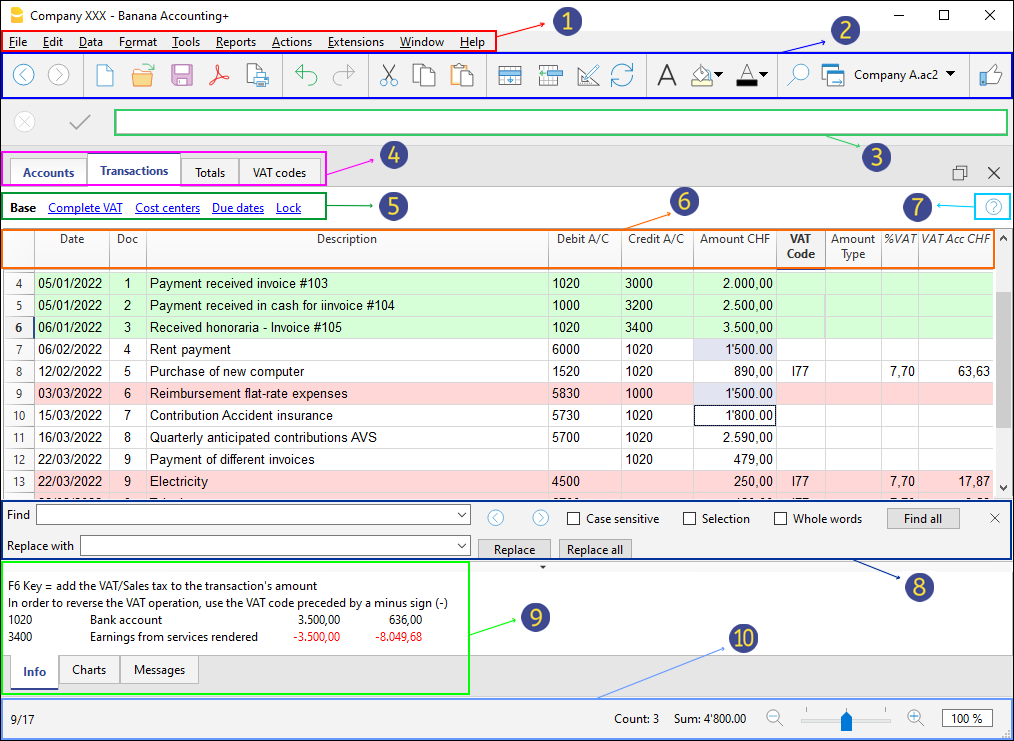 Company XXX - Banana Accounting+
1
File Edit Data Format Tools Reports Actions Extensions Window Help
2
A A Company A.ac2
3
4
Accounts Transactions Totals VAT codes
5
Base Complete VAT Cost centers Due dates Lock
6
7
?
Date Doc Description Debit A/C Credit A/C Amount CHF VAT Code Amount Type %VAT VAT Acc CHF
4 05/01/2022 1 Payment received invoice #103 1020 3000 2.000,00
5 05/01/2022 2 Payment received in cash for iinvoice #104 1000 3200 2.500,00
6 06/01/2022 3 Received honoraria - Invoice #105 1020 3400 3.500,00
7 06/02/2022 4 Rent payment 6000 1020 1'500.00
8 12/02/2022 5 Purchase of new computer 1520 1020 890,00 I77 7,70 63,63
9 03/03/2022 6 Reimbursement flat-rate expenses 5830 1000 1'500.00
10 15/03/2022 7 Contribution Accident insurance 5730 1020 1'800.00
11 16/03/2022 8 Quarterly anticipated contributions AVS 5700 1020 2.590,00
12 22/03/2022 9 Payment of different invoices 1020 479,00
13 22/03/2022 9 Electricity 4500 250,00 I77 7,70 17,87
Find Case sensitive Selection Whole words Find all
Replace with Replace Replace all
8
F6 Key = add the VAT/Sales tax to the transaction's amount
In order to reverse the VAT operation, use the VAT code preceded by a minus sign (-)
1020 Bank account 3.500,00 636,00
3400 Earnings from services rendered -3.500,00 -8.049,68
9
10
Info Charts Messages
9/17 Count: 3 Sum: 4'800.00 100 %